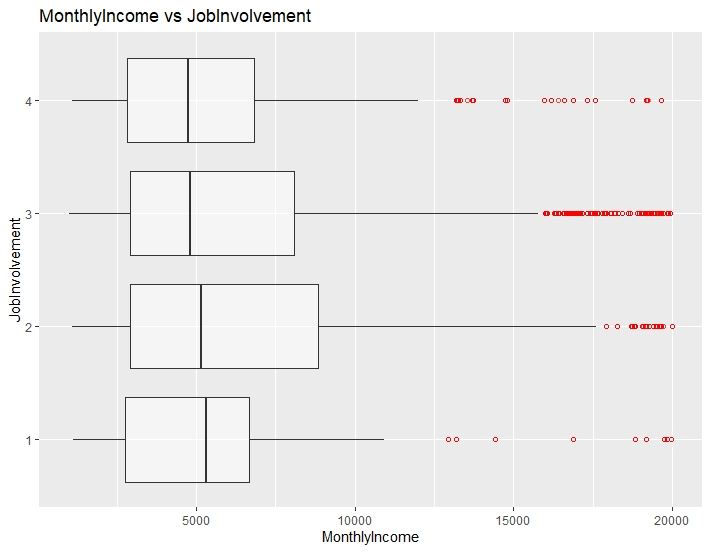 MonthlyIncome vs JobInvolvement
4
3
2
1
JobInvolvement
5000 10000 15000 20000
MonthlyIncome